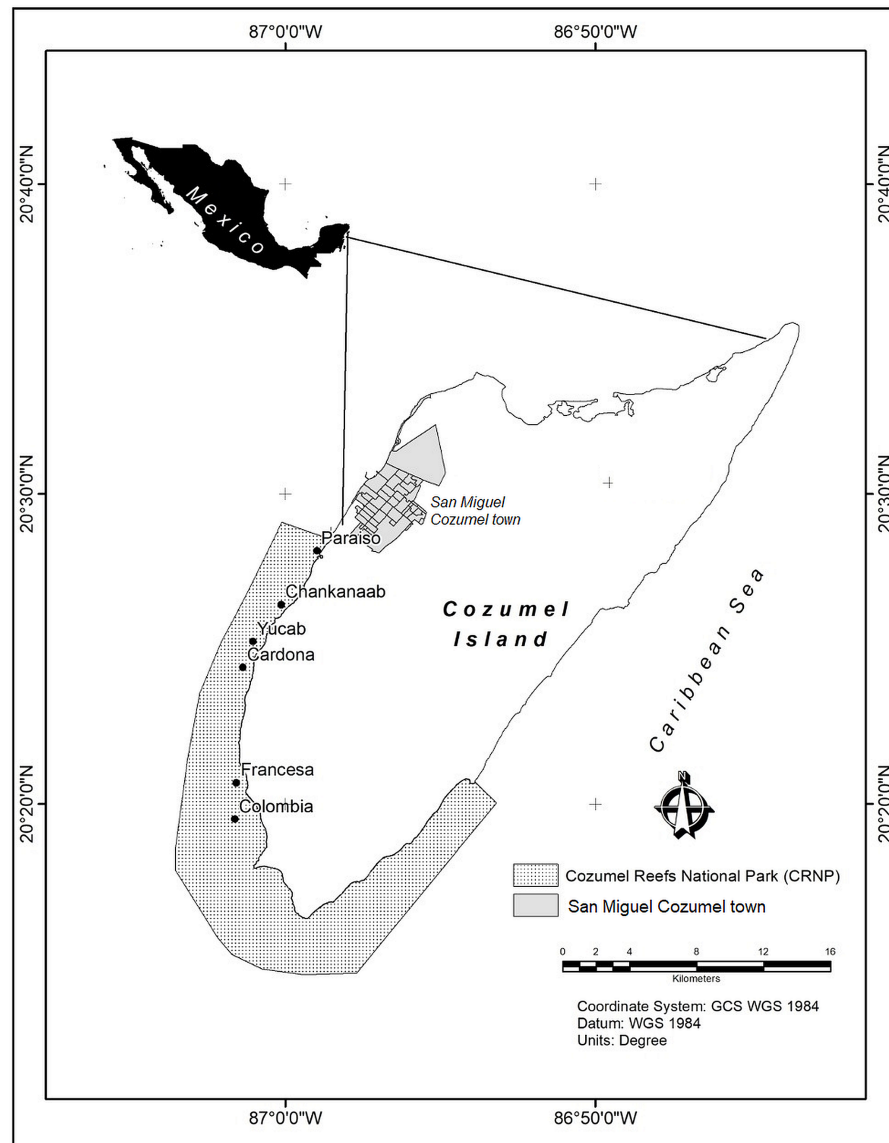 87°0'0"W
86°50'0"W
20°40'0"N
20°40'0"N
Mexico
20°30'0"N
20°30'0"N
San Miguel
Cozumel town
Paraiso
Chankanaab
Yucab
Cardona
Cozumel
Island
Caribbean Sea
Francesa
Colombia
N
20°20'0"N
20°20'0"N
Cozumel Reefs National Park (CRNP)
San Miguel Cozumel town
0 2 4 8 12 16
Kilometers
Coordinate System: GCS WGS 1984
Datum: WGS 1984
Units: Degree
87°0'0"W
86°50'0"W